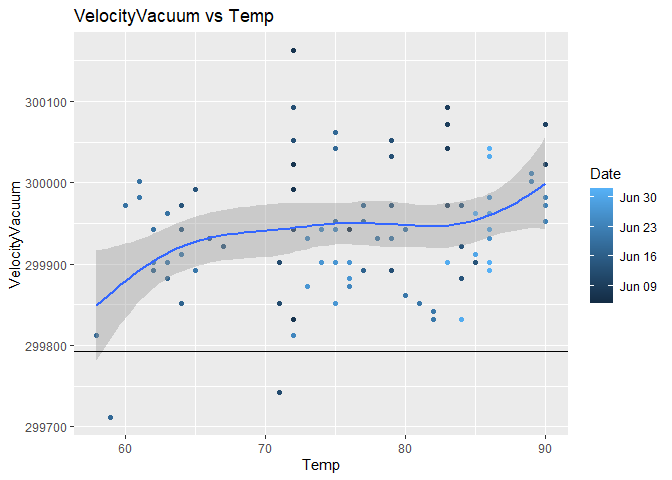 VelocityVacuum vs Temp
300100
300000
299900
299800
299700
VelocityVacuum
60
70
80
90
Temp
Date
Jun 30
Jun 23
Jun 16
Jun 09